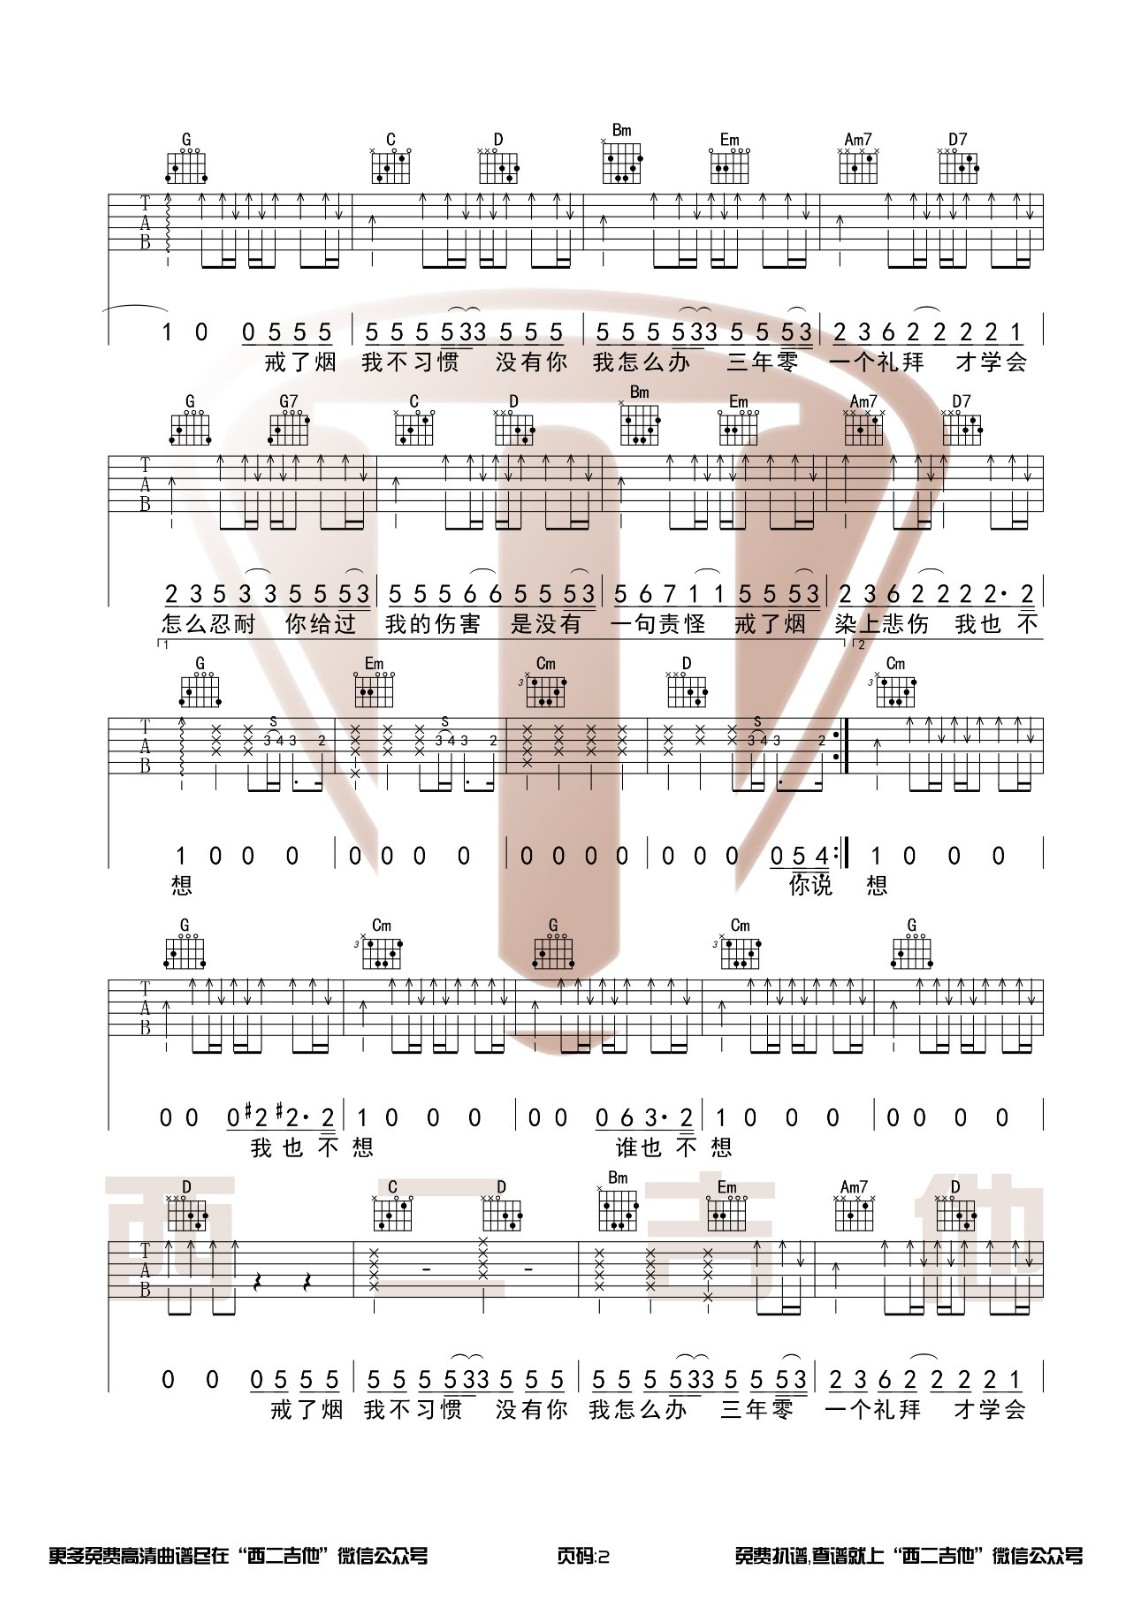 G C D Bm Em Am7 D7
T A B
1 0 0 5 5 5 5 5 5 5 3 3 5 5 5 5 5 5 5 3 3 5 5 5 3 2 3 6 2 2 2 2 1
戒了烟 我不习惯 没有你 我怎么办 三年零 一个礼拜 才学会
G G7 C D Bm Em Am7 D7
T A B
2 3 5 3 3 5 5 5 3 5 5 5 6 6 5 5 5 3 5 6 7 1 1 5 5 5 3 2 3 6 2 2 2 2· 2
怎么忍耐 你给过 我的伤害 是没有 一句责怪 戒了烟 染上悲伤 我也不
1 2
G Em Cm D Cm
3 3
S S S
T A B 3 4 3 2 3 4 3 2 3 4 3 2
1 0 0 0 0 0 0 0 0 0 0 0 0 0 0 0 5 4 1 0 0 0
想 你说 想
G Cm G Cm G
3 3
T A B
0 0 0 #2 #2· 2 1 0 0 0 0 0 0 6 3· 2 1 0 0 0 0 0 0 0
我也不想 谁也不想
西二吉他
D C D Bm Em Am7 D
T A B
0 0 0 5 5 5 5 5 5 5 3 3 5 5 5 5 5 5 5 3 3 5 5 5 3 2 3 6 2 2 2 2 1
戒了烟 我不习惯 没有你 我怎么办 三年零 一个礼拜 才学会
更多免费高清曲谱尽在“西二吉他”微信公众号 页码:2 免费扒谱,查谱就上“西二吉他”微信公众号